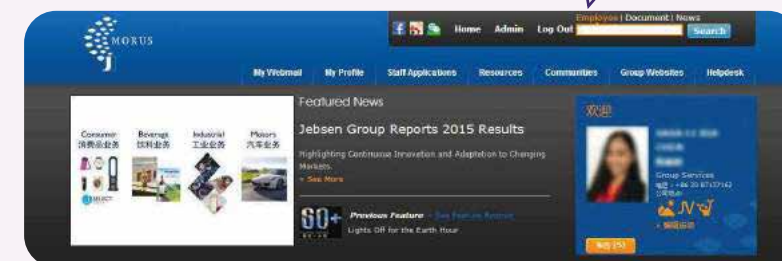 Employee | Document | News
MORUS
Home Admin Log Out Search
My Webmail My Profile Staff Applications Resources Communities Group Websites Helpdesk
Featured News
Consumer Beverage Industrial Motors
消费品业务 饮料业务 工业业务 汽车业务
SELECT
Jebsen Group Reports 2015 Results
Highlighting Continuous Innovation and Adaptation to Changing
Markets.
» See More
60+
Previous Feature
Lights Off for the Earth Hour
欢迎
Group Services
JV